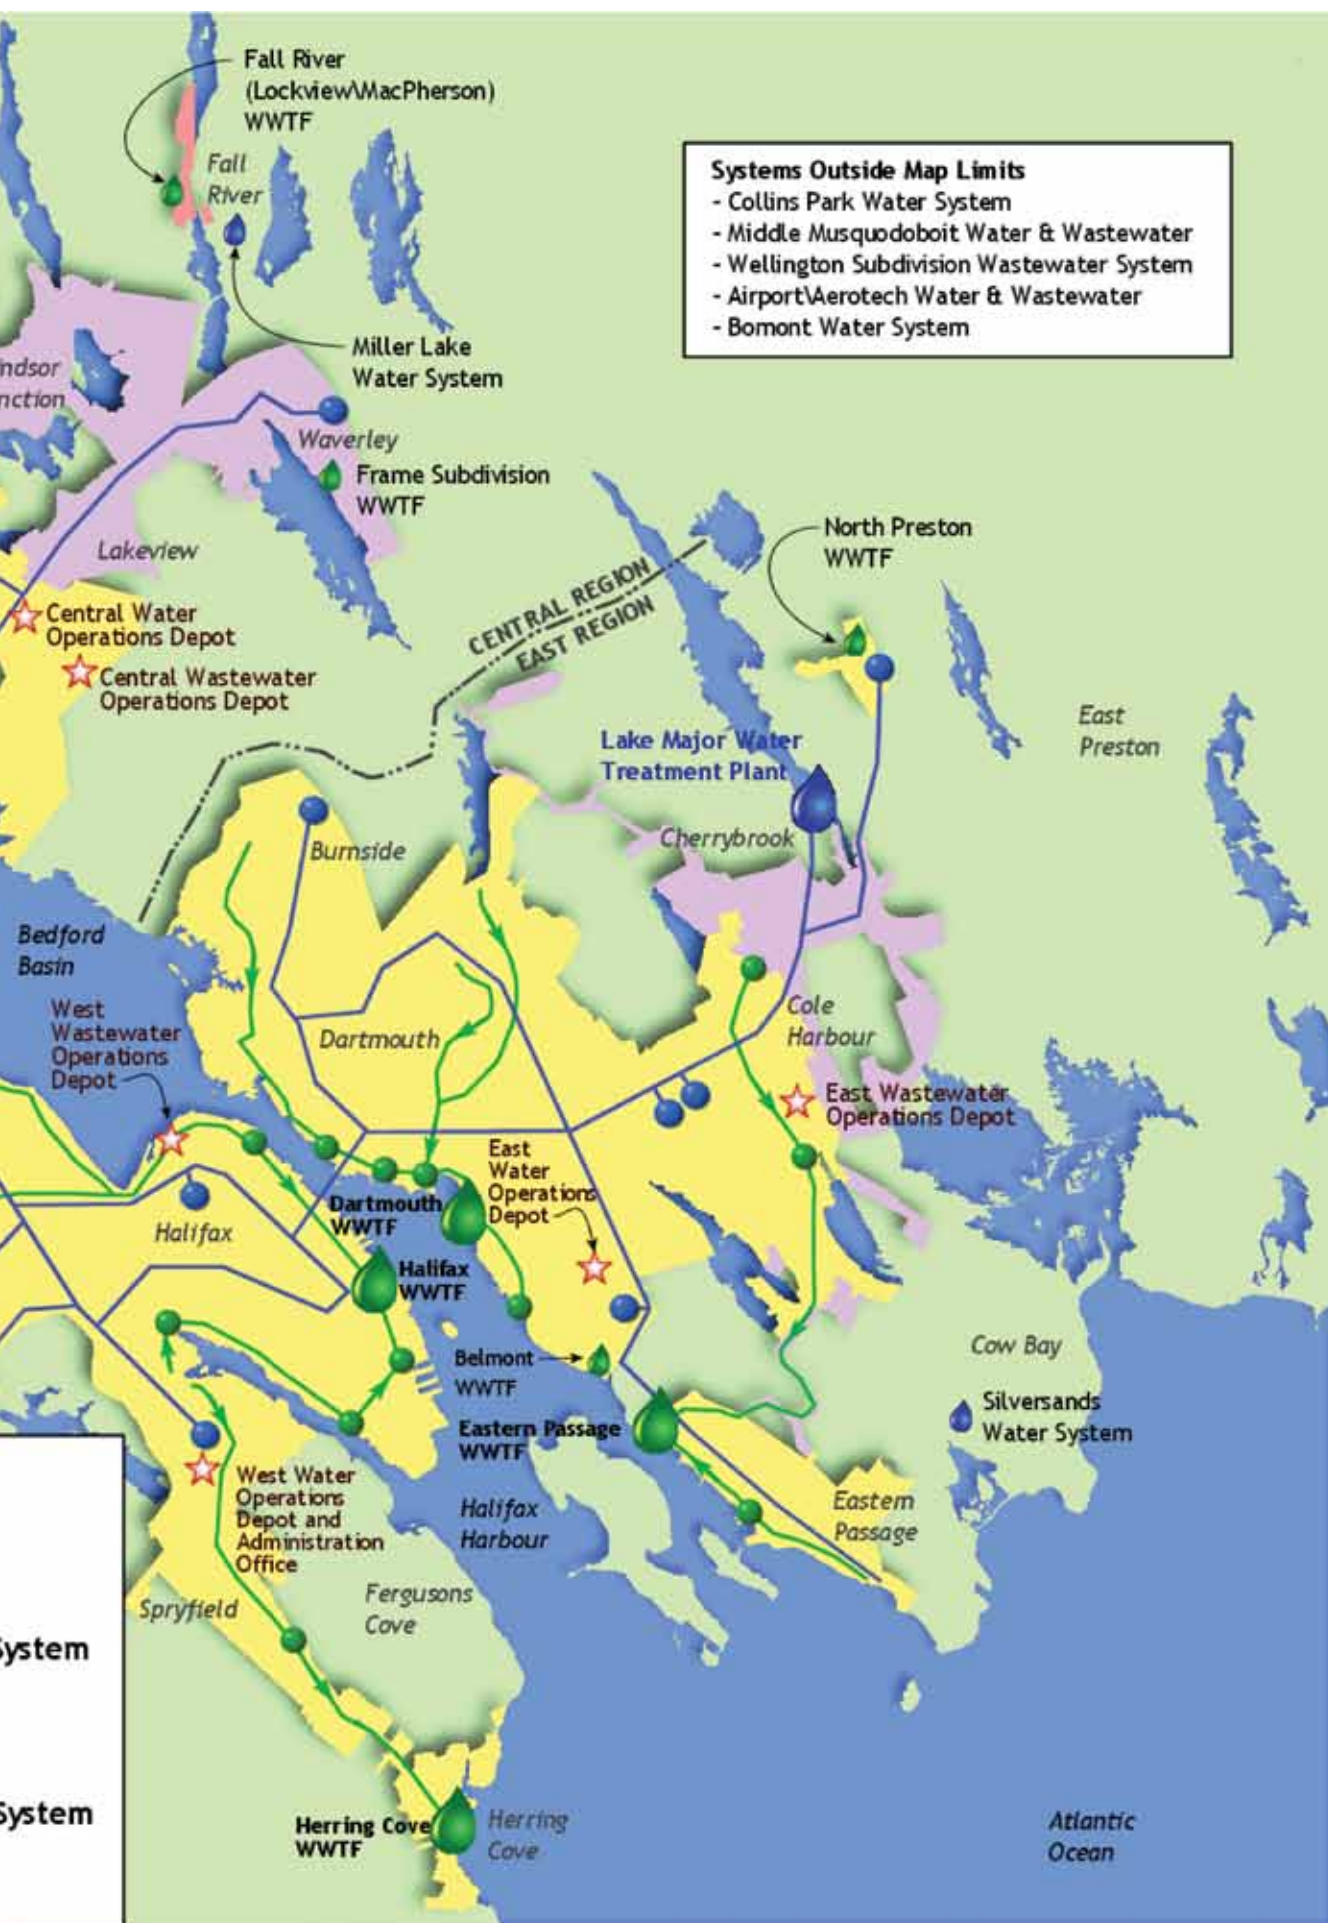 Fall River
(Lockview\MacPherson)
WWTF
Fall
River
Systems Outside Map Limits
- Collins Park Water System
- Middle Musquodoboit Water & Wastewater
- Wellington Subdivision Wastewater System
- Airport\Aerotech Water & Wastewater
- Bomont Water System
Miller Lake
Water System
ndsor
nction
Waverley
Frame Subdivision
WWTF
Lakeview
North Preston
WWTF
CENTRAL REGION
EAST REGION
Central Water
Operations Depot
Central Wastewater
Operations Depot
East
Preston
Lake Major Water
Treatment Plant
Cherrybrook
Burnside
Bedford
Basin
West
Wastewater
Operations
Depot
Dartmouth
Cole
Harbour
East Wastewater
Operations Depot
East
Water
Operations
Depot
Dartmouth
WWTF
Halifax
Halifax
WWTF
Belmont
WWTF
Cow Bay
Silversands
Water System
Eastern Passage
WWTF
West Water
Operations
Depot and
Administration
Office
Halifax
Harbour
Eastern
Passage
Fergusons
Cove
Spryfield
System
System
Herring Cove
WWTF
Herring
Cove
Atlantic
Ocean